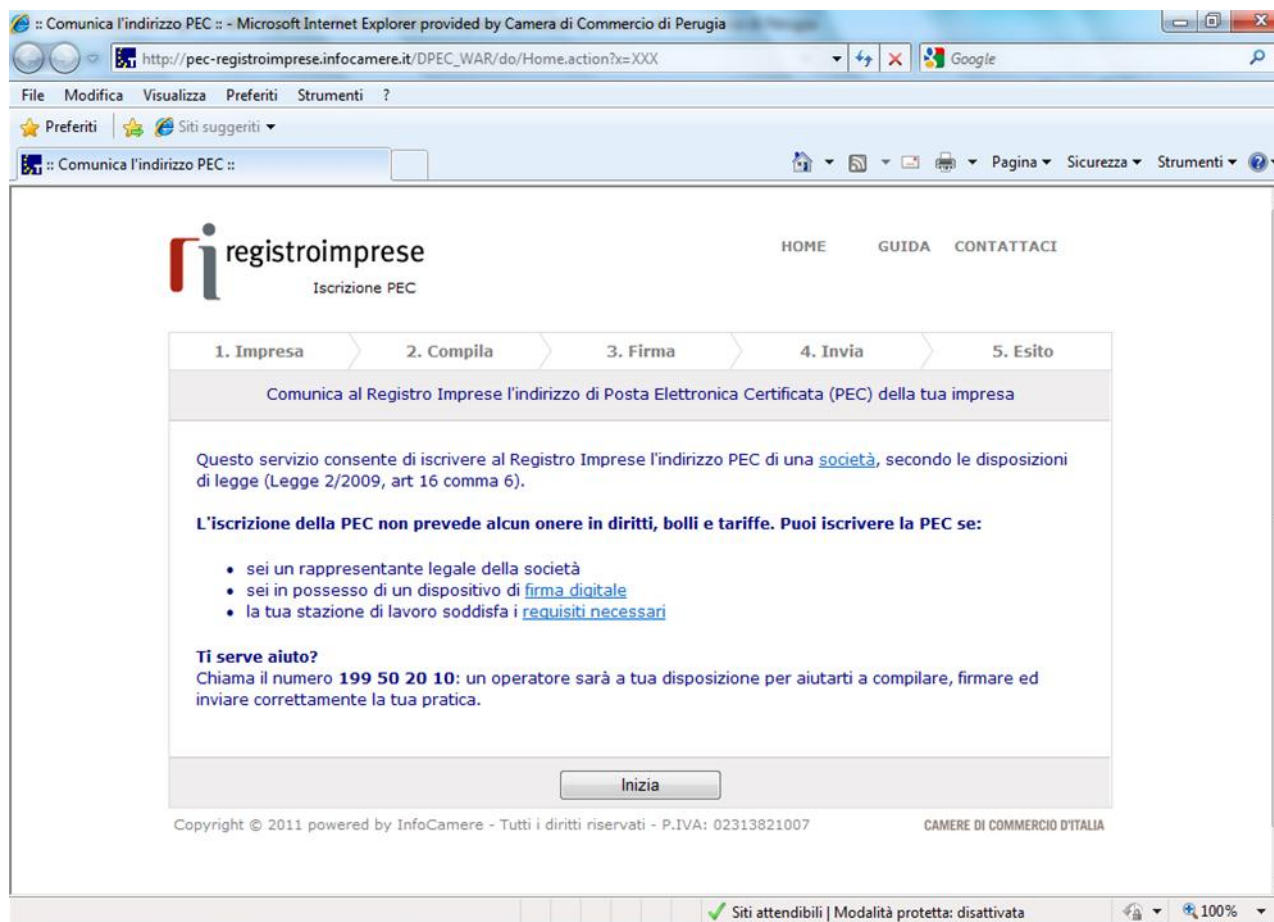 :: Comunica l'indirizzo PEC :: - Microsoft Internet Explorer provided by Camera di Commercio di Perugia
http://pec-registroimprese.infocamere.it/DPEC_WAR/do/Home.action?x=XXX
Google
File Modifica Visualizza Preferiti Strumenti ?
Preferiti Siti suggeriti
:: Comunica l'indirizzo PEC :: Pagina Sicurezza Strumenti
registroimprese
Iscrizione PEC
HOME GUIDA CONTATTACI
1. Impresa 2. Compila 3. Firma 4. Invia 5. Esito
Comunica al Registro Imprese l'indirizzo di Posta Elettronica Certificata (PEC) della tua impresa
Questo servizio consente di iscrivere al Registro Imprese l'indirizzo PEC di una società, secondo le disposizioni
di legge (Legge 2/2009, art 16 comma 6).
L'iscrizione della PEC non prevede alcun onere in diritti, bolli e tariffe. Puoi iscrivere la PEC se:
• sei un rappresentante legale della società
• sei in possesso di un dispositivo di firma digitale
• la tua stazione di lavoro soddisfa i requisiti necessari
Ti serve aiuto?
Chiama il numero 199 50 20 10: un operatore sarà a tua disposizione per aiutarti a compilare, firmare ed
inviare correttamente la tua pratica.
Inizia
Copyright © 2011 powered by InfoCamere - Tutti i diritti riservati - P.IVA: 02313821007
CAMERE DI COMMERCIO D'ITALIA
Siti attendibili | Modalità protetta: disattivata 100%